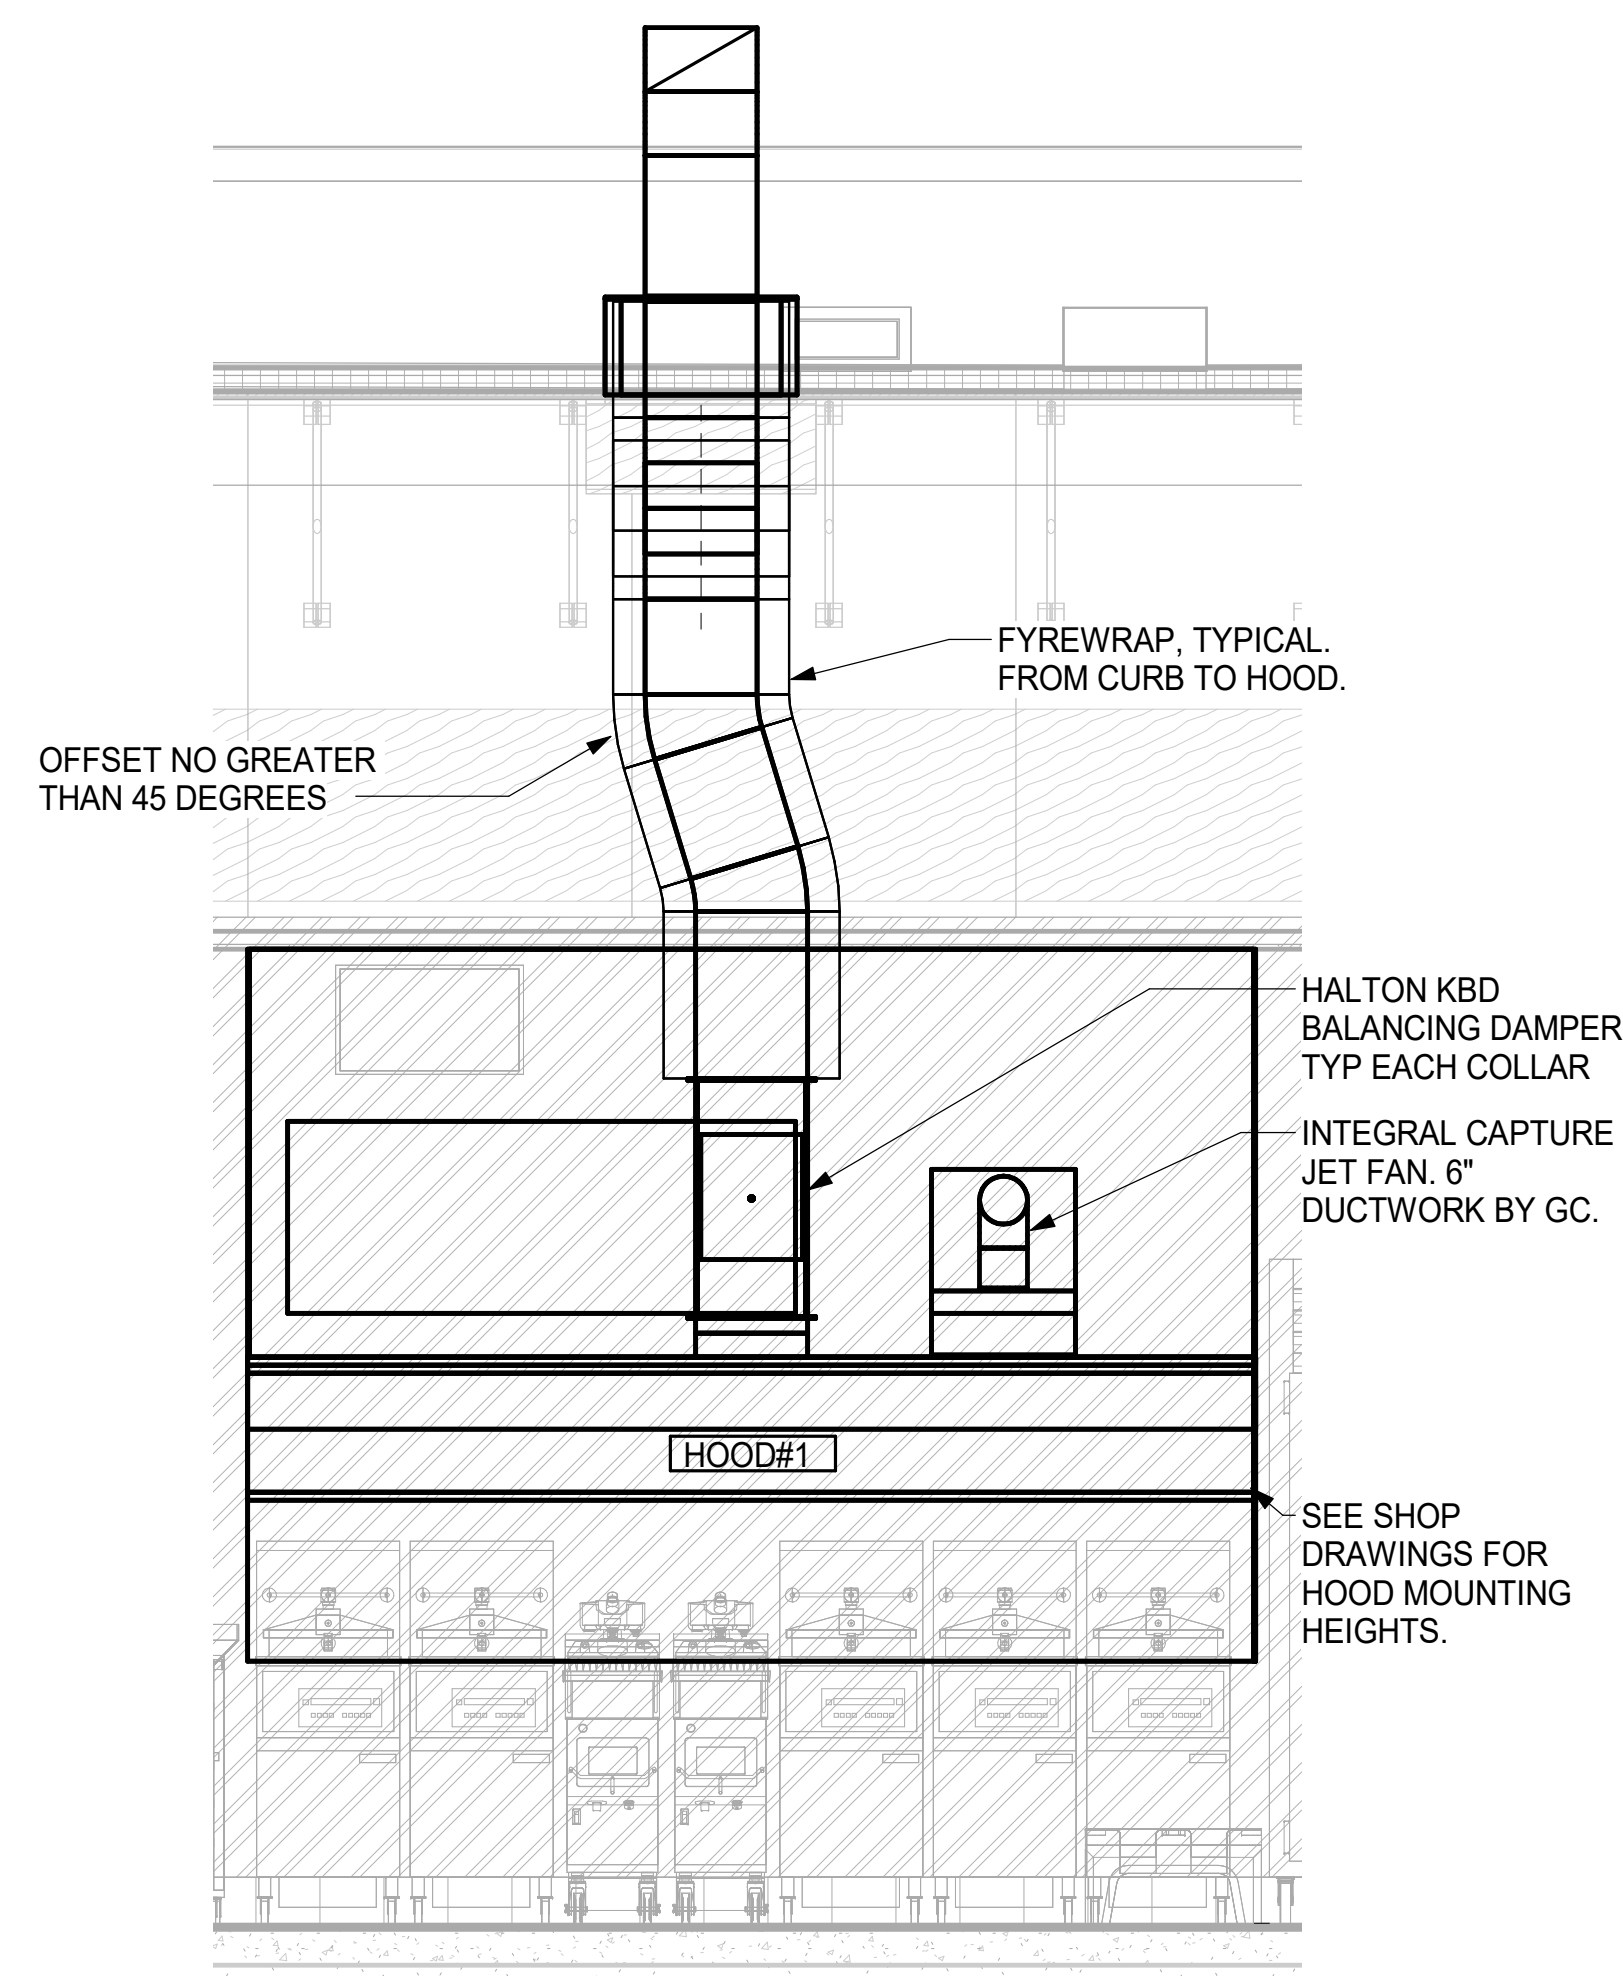 FYREWRAP, TYPICAL.
FROM CURB TO HOOD.
OFFSET NO GREATER
THAN 45 DEGREES
HALTON KBD
BALANCING DAMPER
TYP EACH COLLAR
INTEGRAL CAPTURE
JET FAN. 6"
DUCTWORK BY GC.
HOOD#1
SEE SHOP
DRAWINGS FOR
HOOD MOUNTING
HEIGHTS.